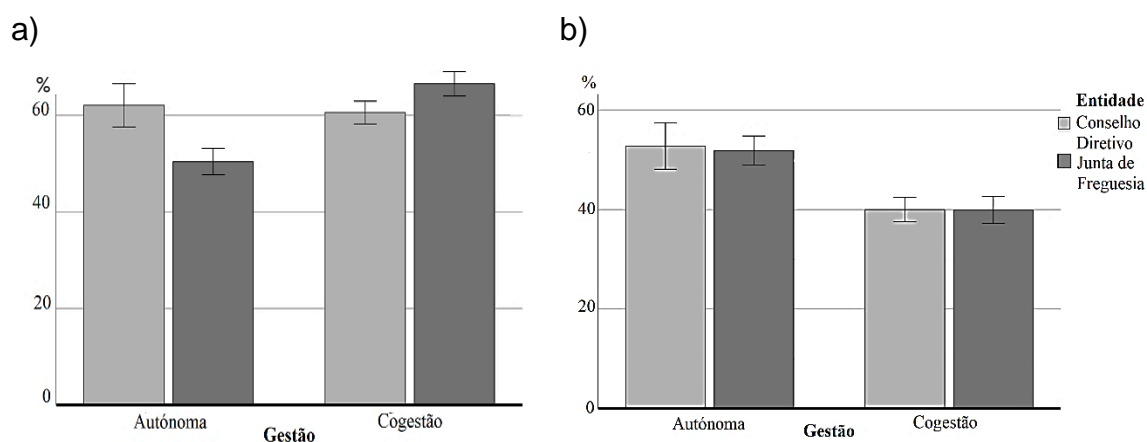 a)
%
60
40
20
0
Autónoma
Cogestão
Gestão
b)
%
60
40
20
0
Autónoma
Cogestão
Gestão
Entidade
Conselho
Diretivo
Junta de
Freguesia